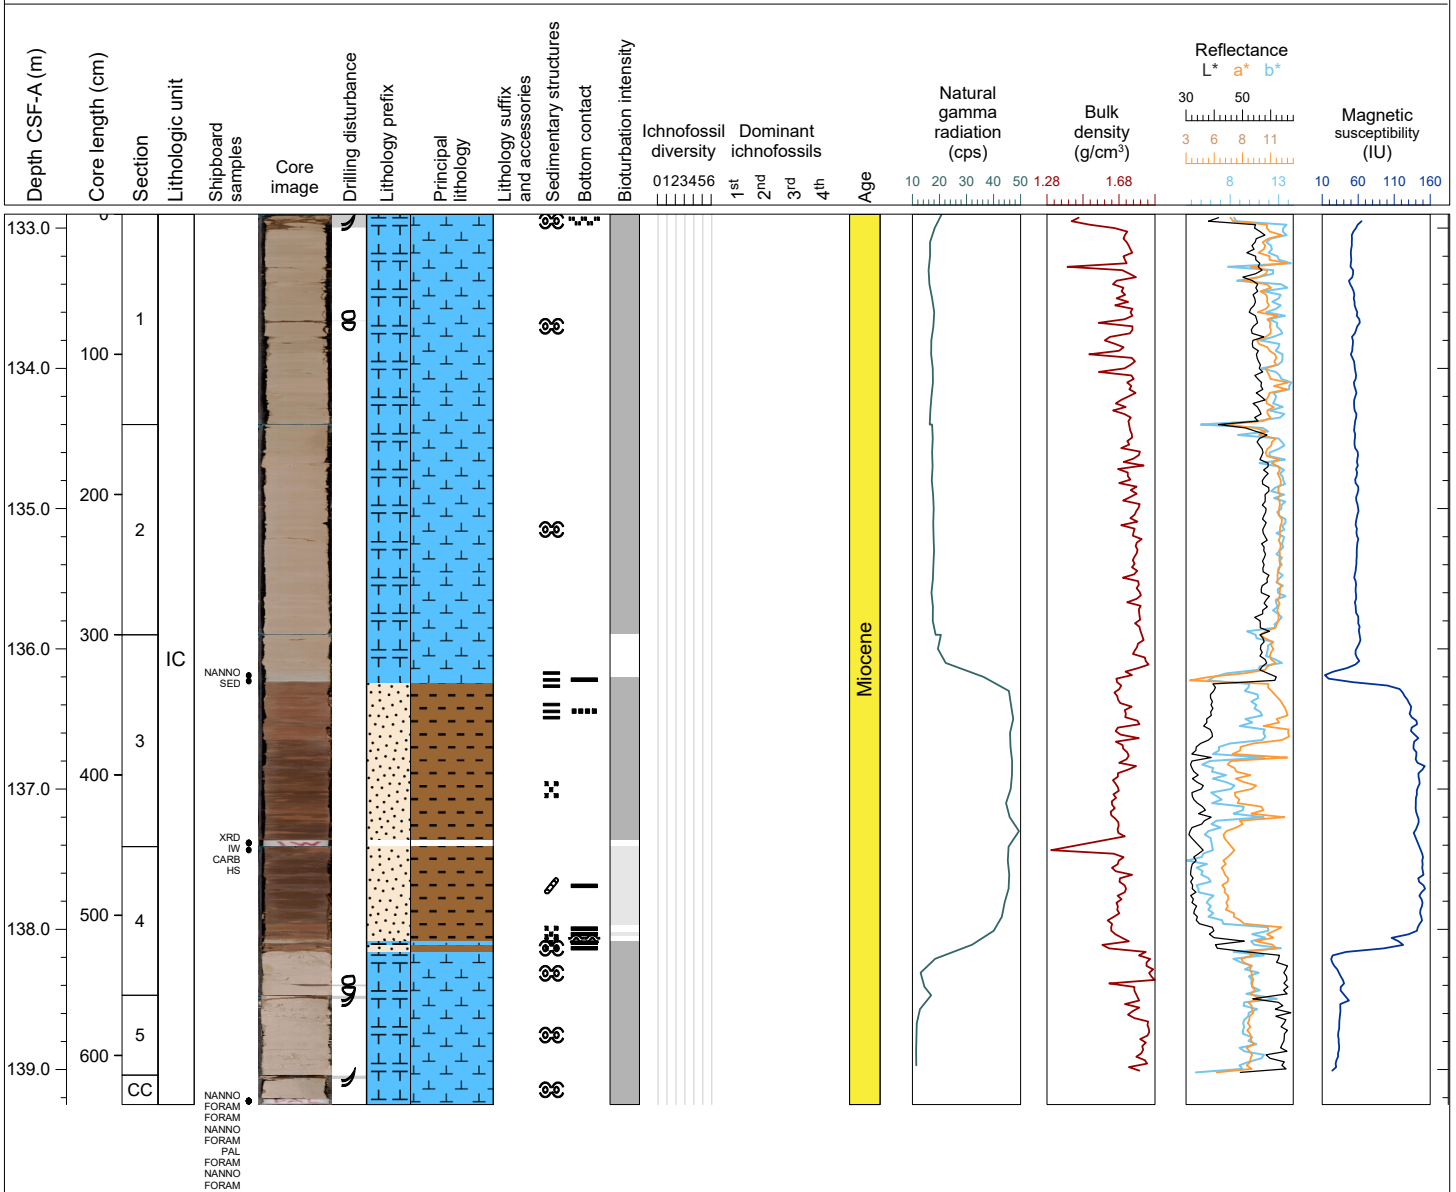 Depth CSF-A (m)
Core length (cm)
Section
Lithologic unit
Shipboard
samples
Core
image
Drilling disturbance
Lithology prefix
Principal
lithology
Lithology suffix
and accessories
Sedimentary structures
Bottom contact
Bioturbation intensity
Ichnofossil
diversity
0123456
Dominant
ichnofossils
1st
2nd
3rd
4th
Age
Natural
gamma
radiation
(cps)
10 20 30 40 50
Bulk
density
(g/cm³)
1.28 1.68
Reflectance
L* a* b*
30 50
3 6 8 11
8 13
Magnetic
susceptibility
(IU)
10 60 110 160
133.0
134.0
135.0
136.0
137.0
138.0
139.0
0
100
200
300
400
500
600
1
2
3
4
5
CC
IC
NANNO
SED
XRD
IW
CARB
HS
NANNO
FORAM
FORAM
NANNO
FORAM
PAL
FORAM
NANNO
FORAM
Miocene